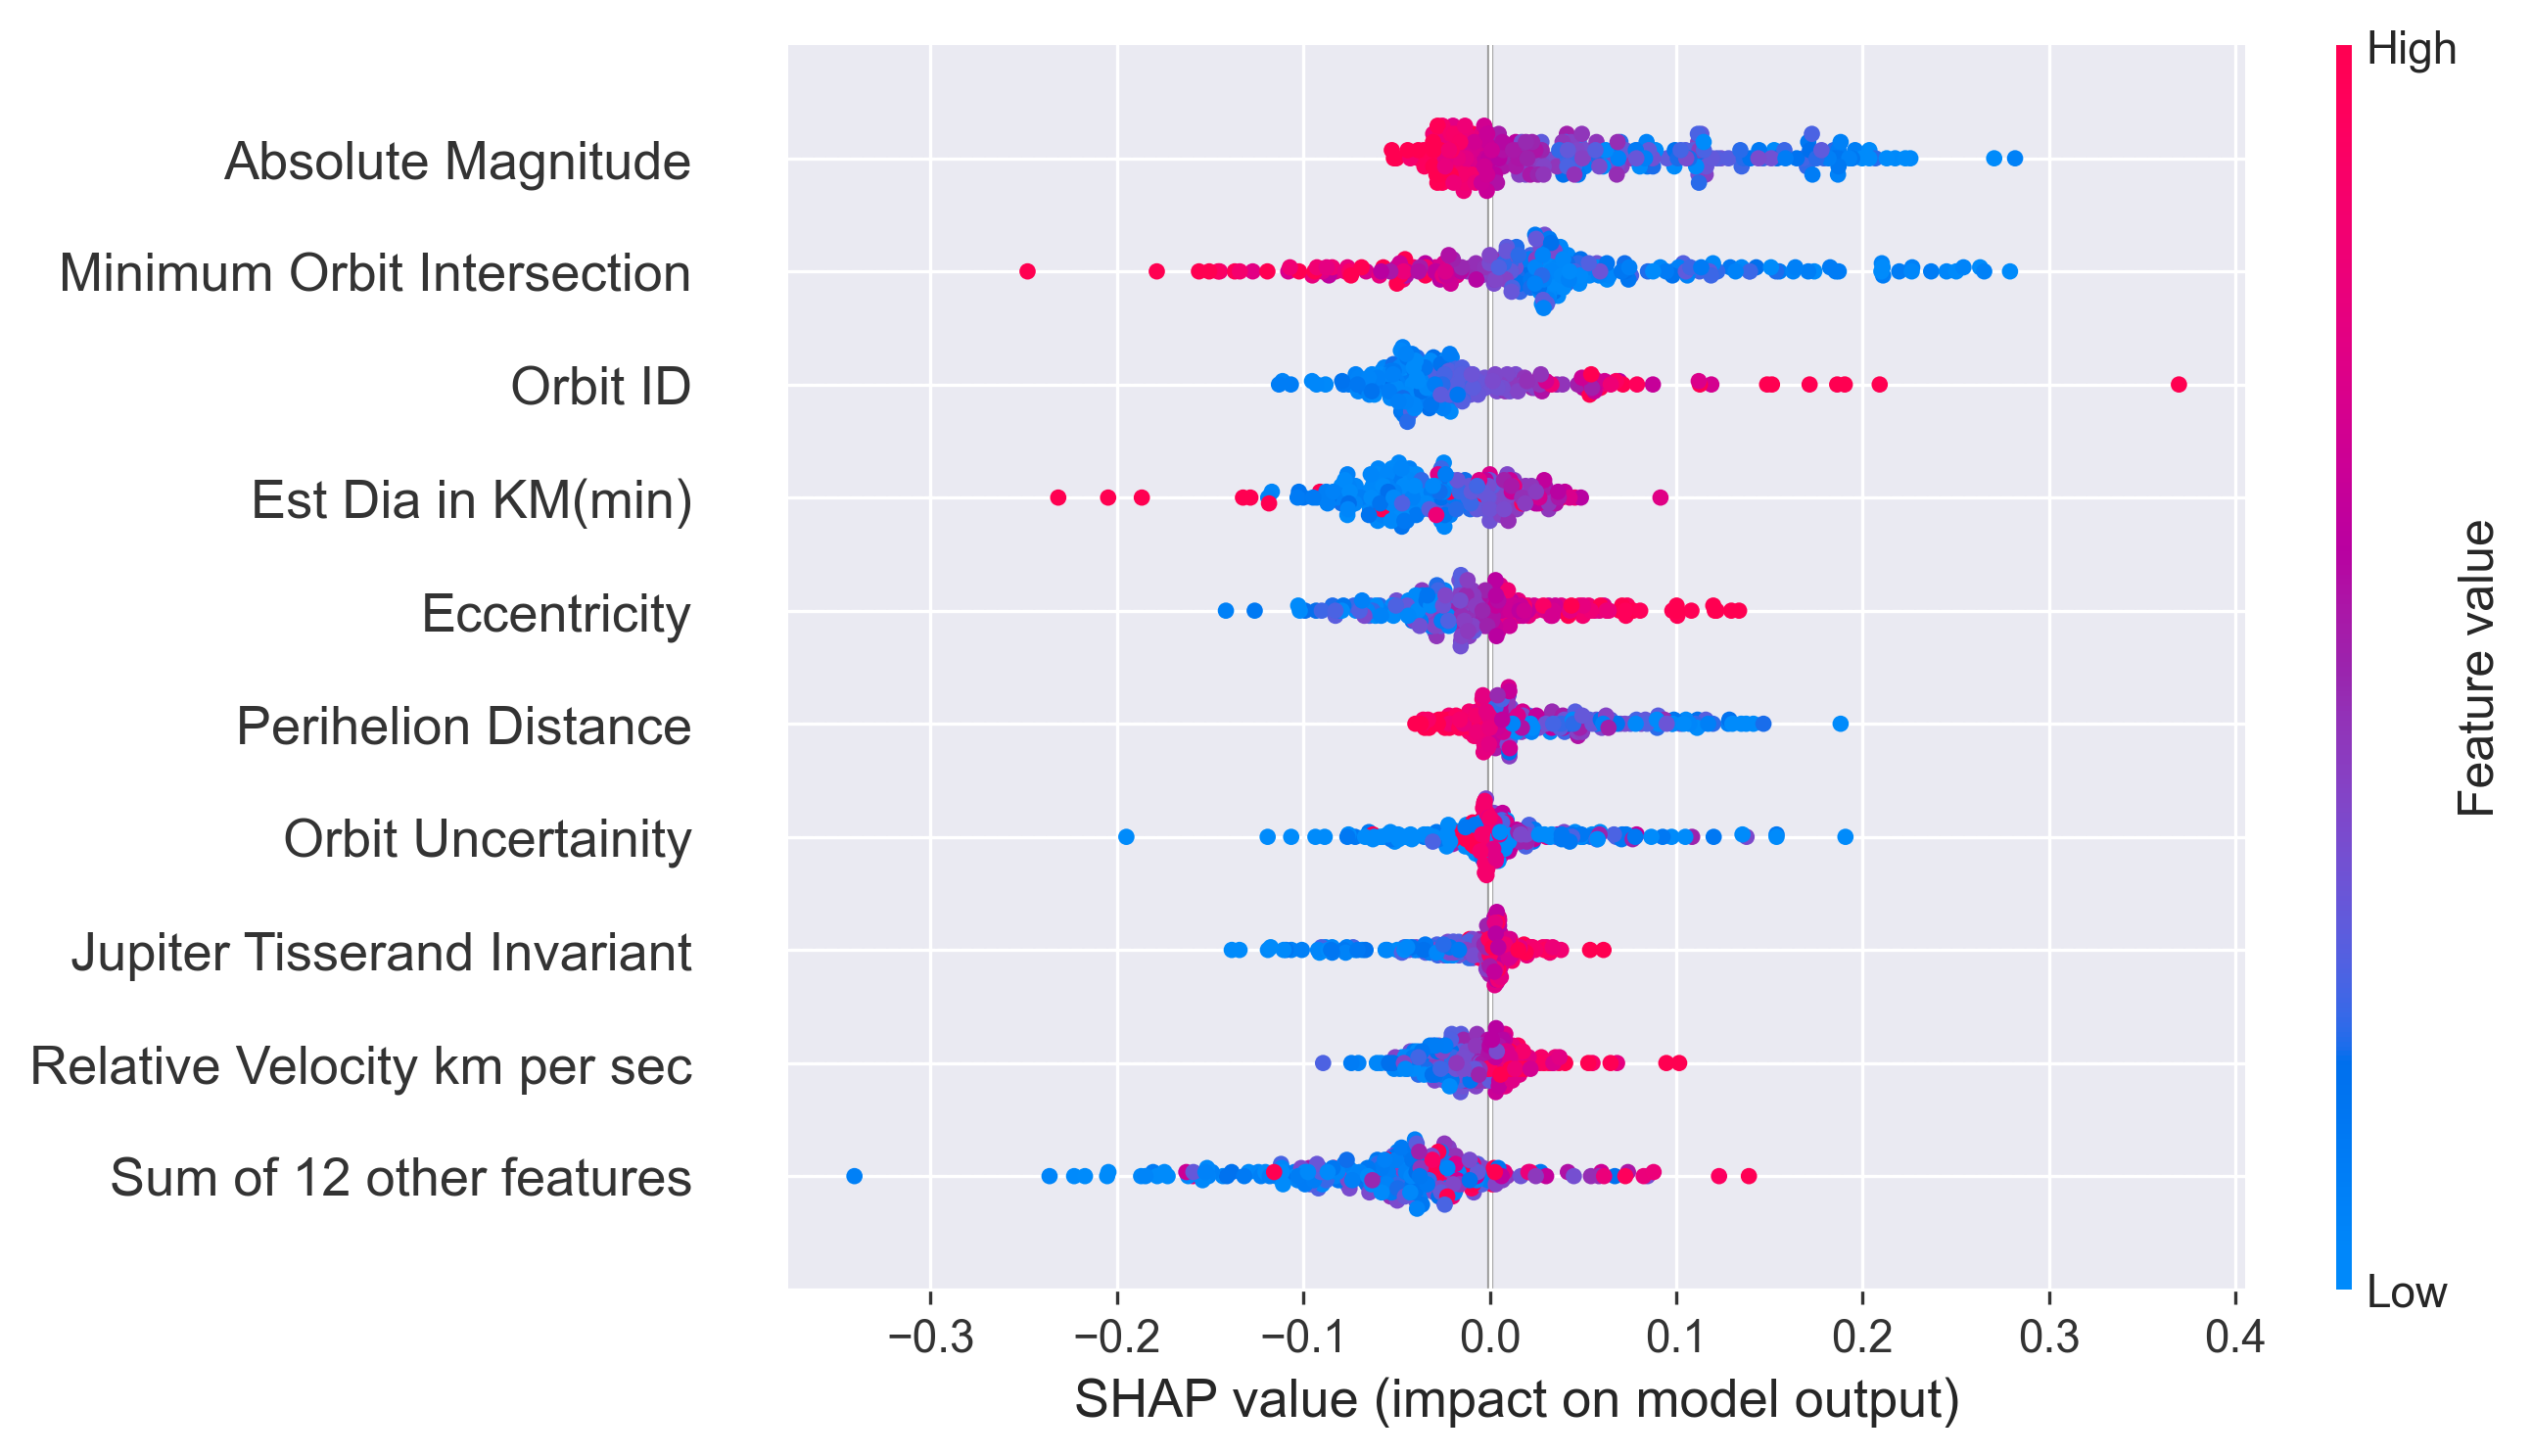 High
Absolute Magnitude
Minimum Orbit Intersection
Orbit ID
Est Dia in KM(min)
Eccentricity
Perihelion Distance
Orbit Uncertainity
Jupiter Tisserand Invariant
Relative Velocity km per sec
Sum of 12 other features
Feature value
Low
−0.3 −0.2 −0.1 0.0 0.1 0.2 0.3 0.4
SHAP value (impact on model output)